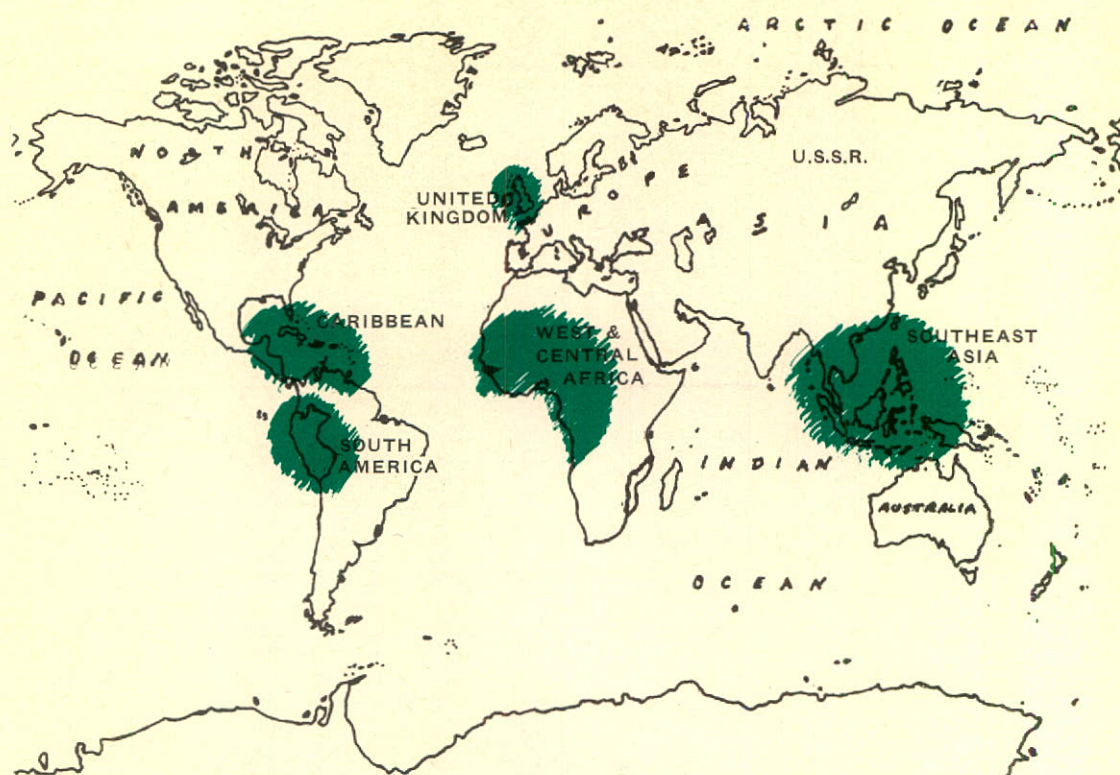 ARCTIC OCEAN
NORTH
AMERICA
U.S.S.R.
EUROPE
ASIA
UNITED
KINGDOM
PACIFIC
OCEAN
CARIBBEAN
WEST &
CENTRAL
AFRICA
SOUTHEAST
ASIA
SOUTH
AMERICA
INDIAN
OCEAN
AUSTRALIA